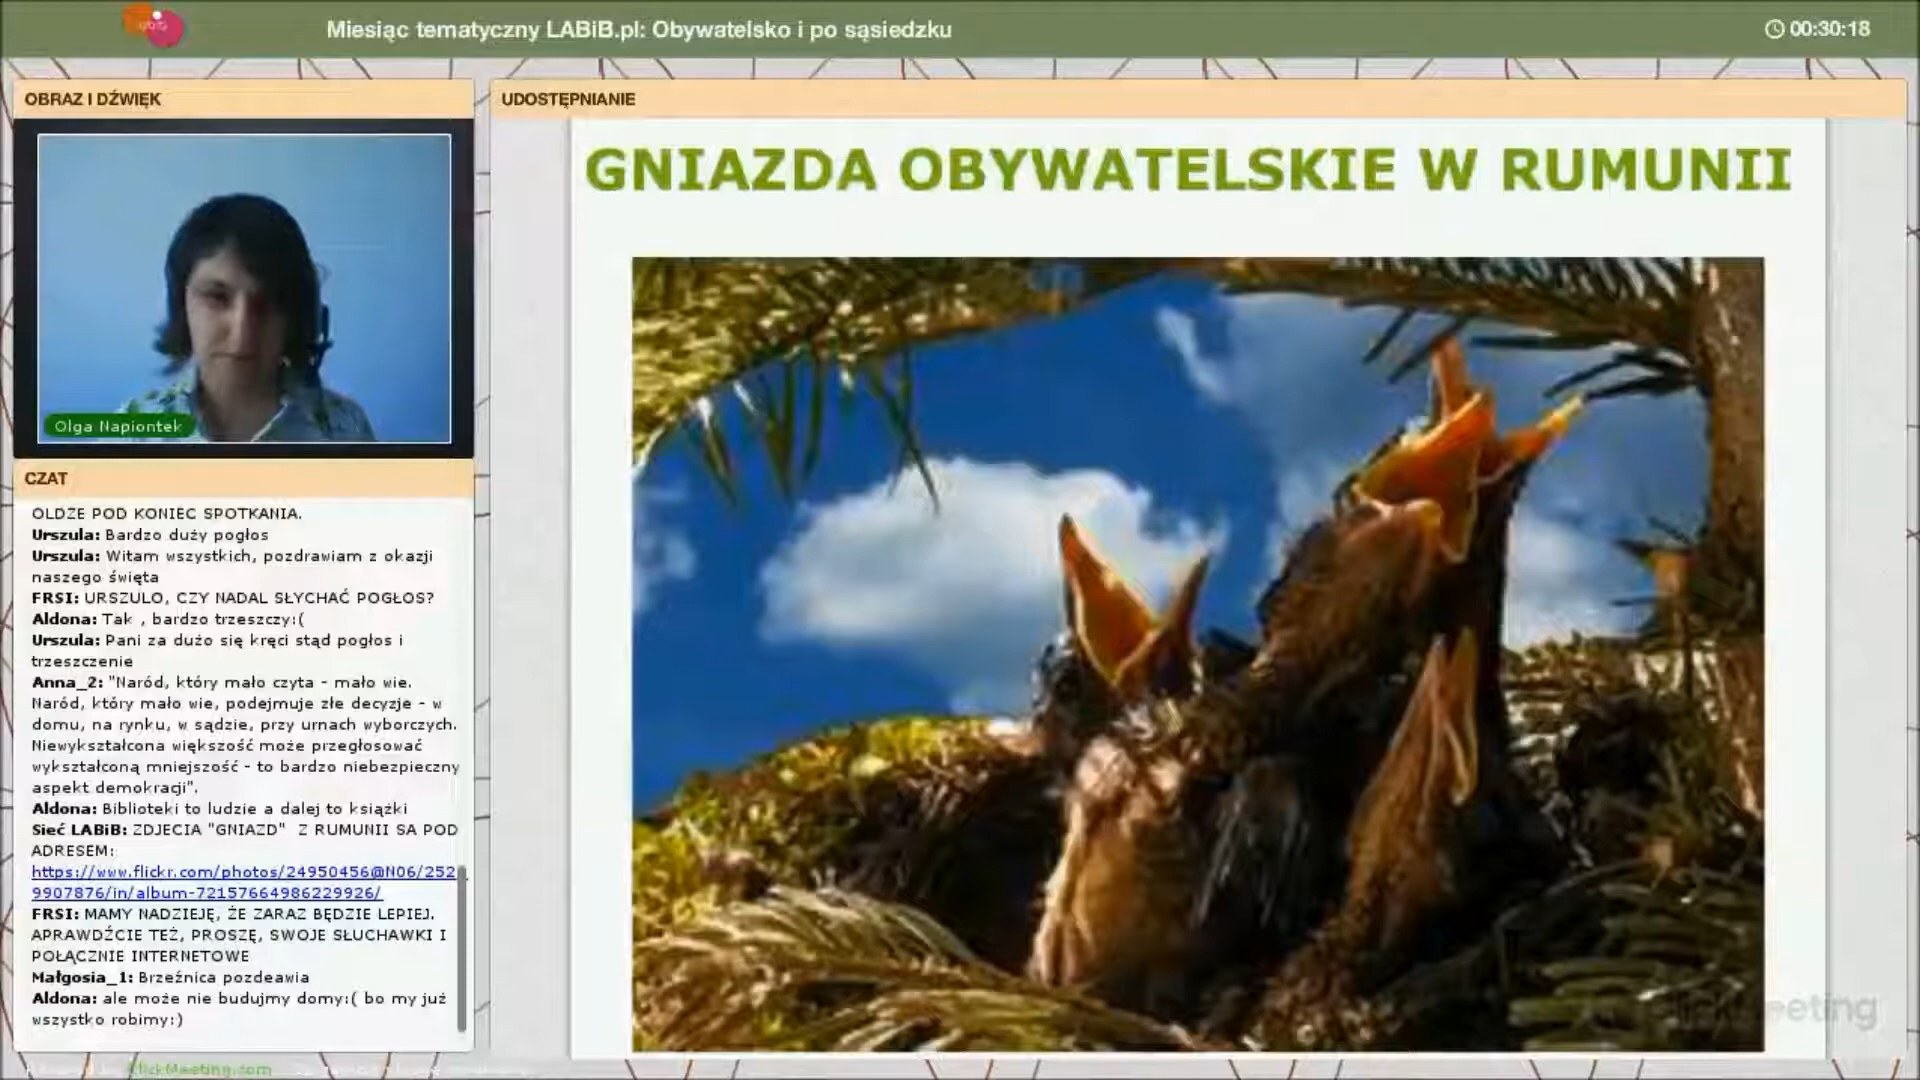 Miesiąc tematyczny LABiB.pl: Obywatelsko i po sąsiedzku
00:30:18
OBRAZ I DŹWIĘK
UDOSTĘPNIANIE
GNIAZDA OBYWATELSKIE W RUMUNII
Olga Napiontek
CZAT
OLDZE POD KONIEC SPOTKANIA.
Urszula: Bardzo duży pogłos
Urszula: Witam wszystkich, pozdrawiam z okazji
naszego święta
FRSI: URSZULO, CZY NADAL SŁYCHAĆ POGŁOS?
Aldona: Tak , bardzo trzeszczy:(
Urszula: Pani za dużo się kręci stąd pogłos i
trzeszczenie
Anna_2: "Naród, który mało czyta - mało wie.
Naród, który mało wie, podejmuje złe decyzje - w
domu, na rynku, w sądzie, przy urnach wyborczych.
Niewykształcona większość może przegłosować
wykształconą mniejszość - to bardzo niebezpieczny
aspekt demokracji".
Aldona: Biblioteki to ludzie a dalej to książki
Sieć LABiB: ZDJECIA "GNIAZD" Z RUMUNII SA POD
ADRESEM:
https://www.flickr.com/photos/24950456@N06/252
9907876/in/album-72157664986229926/
FRSI: MAMY NADZIEJĘ, ŻE ZARAZ BĘDZIE LEPIEJ.
APRAWDŹCIE TEŻ, PROSZĘ, SWOJE SŁUCHAWKI I
POŁĄCZNIE INTERNETOWE
Małgosia_1: Brzeźnica pozdeawia
Aldona: ale może nie budujmy domy:( bo my już
wszystko robimy:)
ClickMeeting
ClickMeeting.com